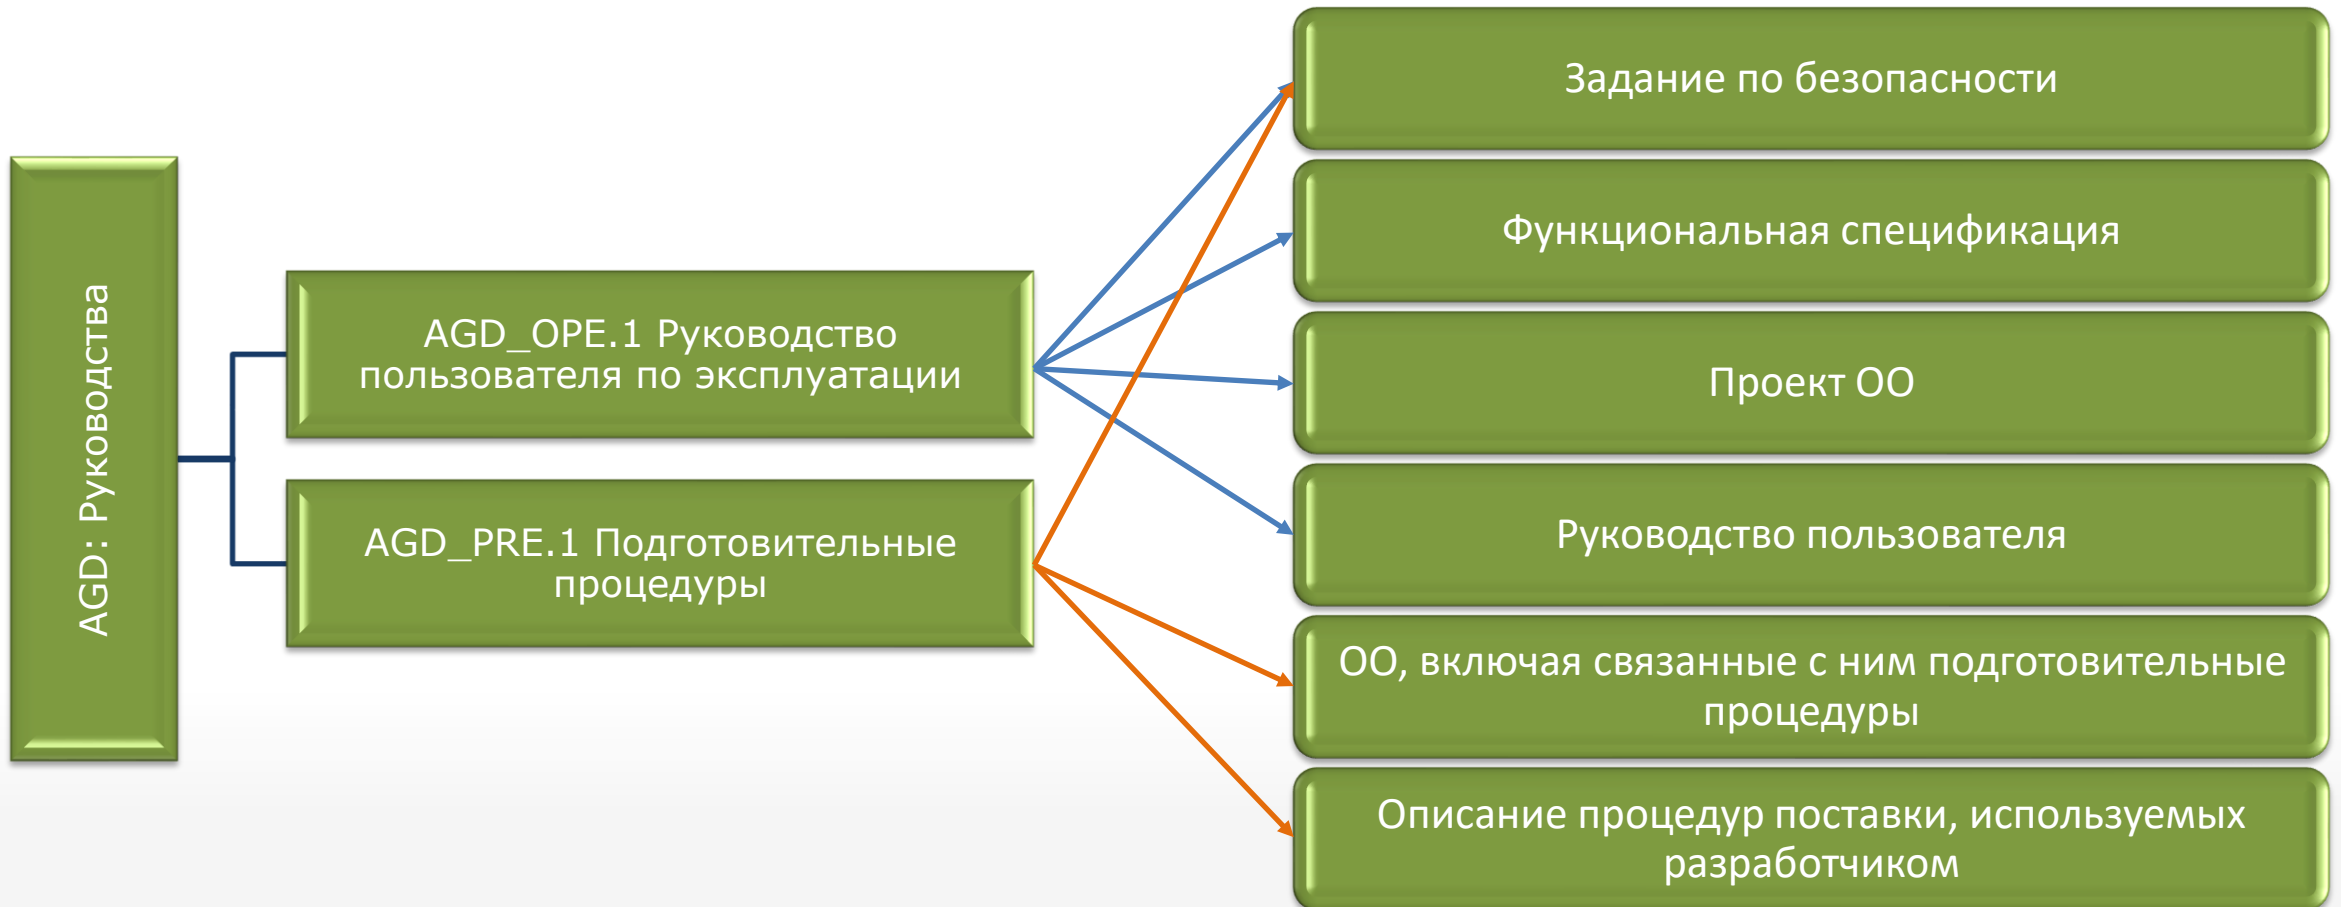 AGD: Руководства
AGD_OPE.1 Руководство
пользователя по эксплуатации
AGD_PRE.1 Подготовительные
процедуры
Задание по безопасности
Функциональная спецификация
Проект ОО
Руководство пользователя
ОО, включая связанные с ним подготовительные
процедуры
Описание процедур поставки, используемых
разработчиком